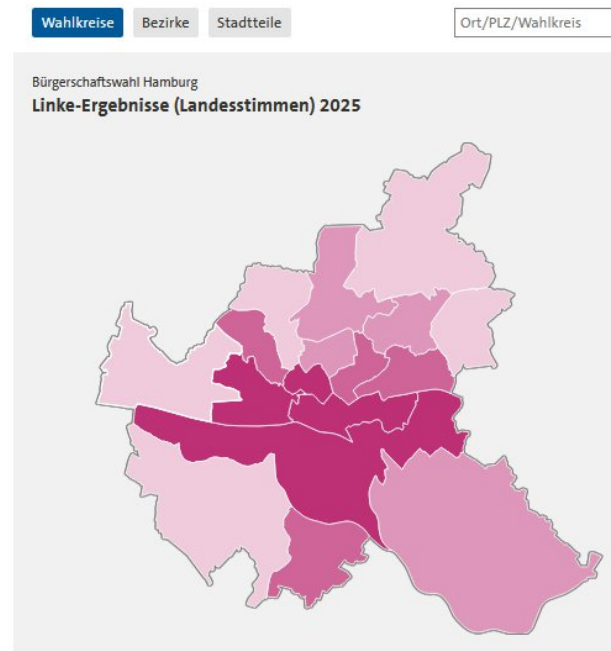 Wahlkreise Bezirke Stadtteile Ort/PLZ/Wahlkreis
Bürgerschaftswahl Hamburg
Linke-Ergebnisse (Landesstimmen) 2025